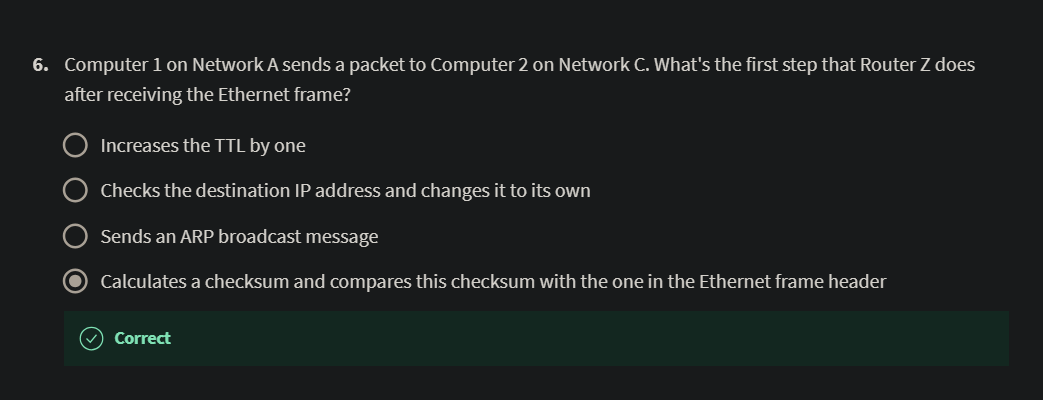 6. Computer 1 on Network A sends a packet to Computer 2 on Network C. What's the first step that Router Z does
after receiving the Ethernet frame?
Increases the TTL by one
Checks the destination IP address and changes it to its own
Sends an ARP broadcast message
Calculates a checksum and compares this checksum with the one in the Ethernet frame header
Correct